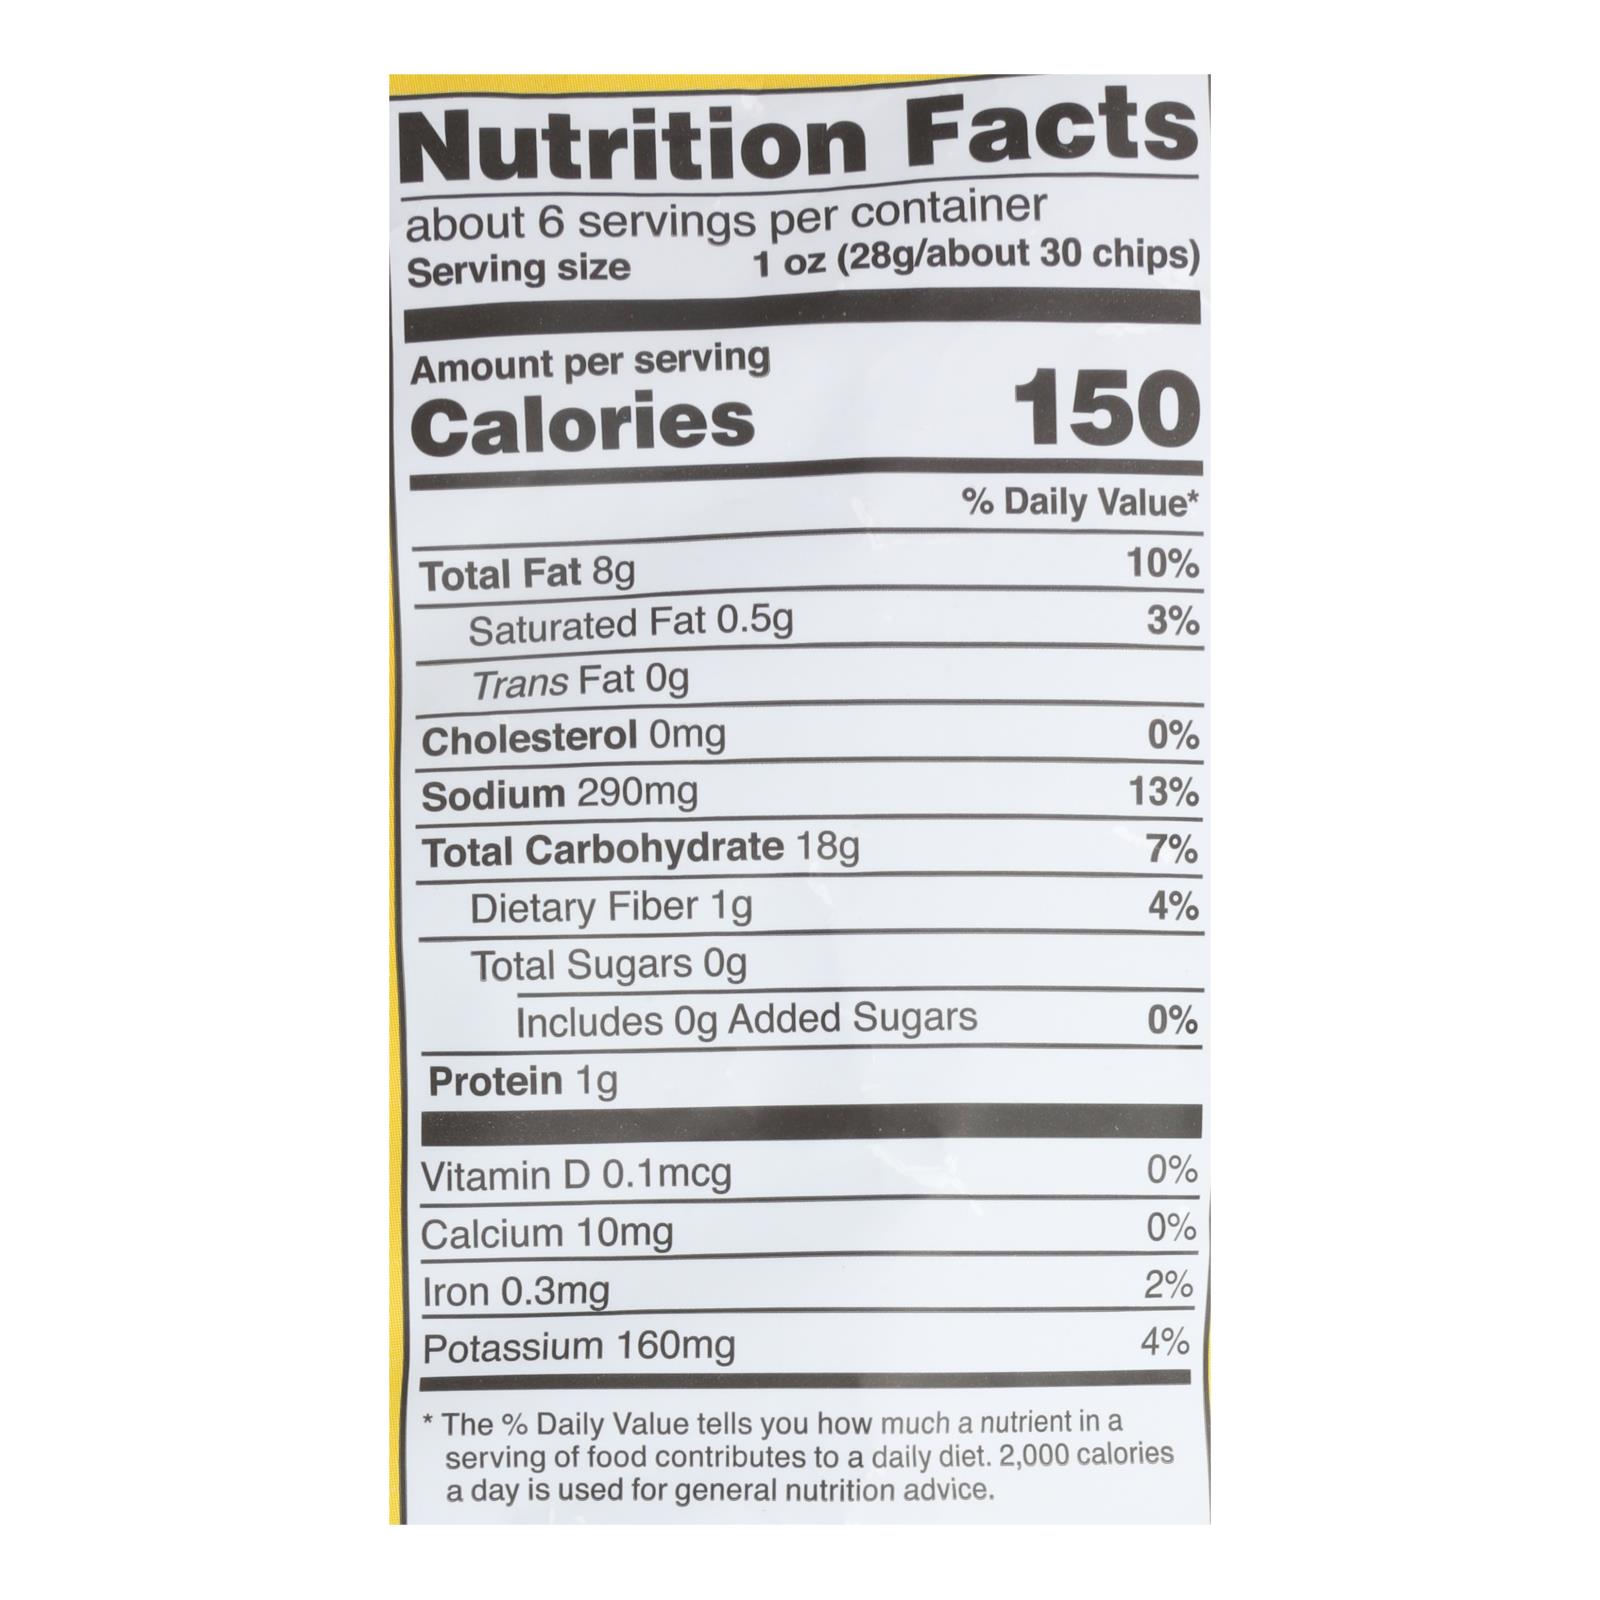 Nutrition Facts
about 6 servings per container
Serving size 1 oz (28g/about 30 chips)
Amount per serving
Calories 150
% Daily Value*
Total Fat 8g 10%
Saturated Fat 0.5g 3%
Trans Fat 0g
Cholesterol 0mg 0%
Sodium 290mg 13%
Total Carbohydrate 18g 7%
Dietary Fiber 1g 4%
Total Sugars 0g
Includes 0g Added Sugars 0%
Protein 1g
Vitamin D 0.1mcg 0%
Calcium 10mg 0%
Iron 0.3mg 2%
Potassium 160mg 4%
* The % Daily Value tells you how much a nutrient in a
serving of food contributes to a daily diet. 2,000 calories
a day is used for general nutrition advice.